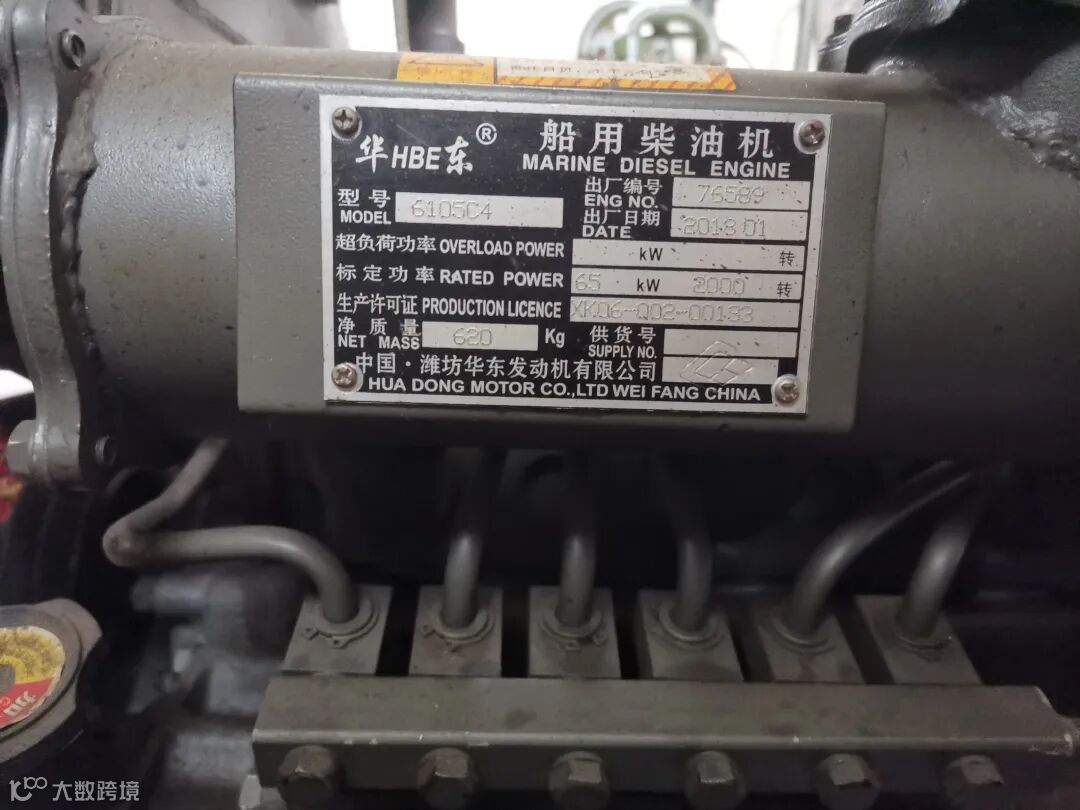 华HBE东®
船用柴油机
MARINE DIESEL ENGINE
型号 MODEL 6105C4
出厂编号 ENG NO. 76589
出厂日期 DATE 2018 01
超负荷功率 OVERLOAD POWER kW 转
标定功率 RATED POWER 65 kW 2000 转
生产许可证 PRODUCTION LICENCE XK06-Q02-00133
净质量 NET MASS 620 Kg
供货号 SUPPLY NO.
中国·潍坊华东发动机有限公司
HUA DONG MOTOR CO.,LTD WEI FANG CHINA
大数跨境